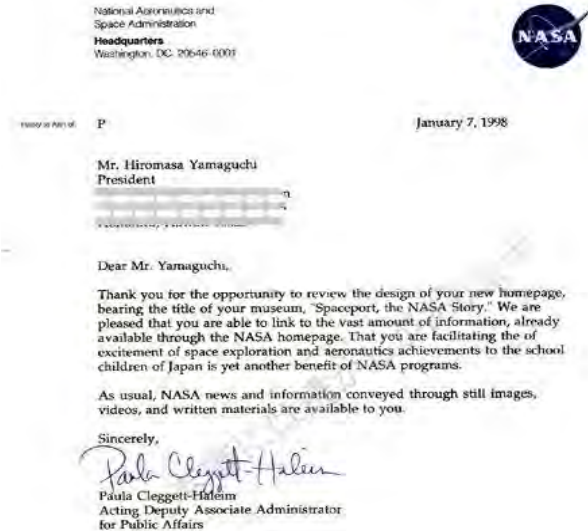 National Aeronautics and
Space Administration
Headquarters
Washington, DC 20546-0001
NASA
Reply to Attn of: P
January 7, 1998
Mr. Hiromasa Yamaguchi
President
Dear Mr. Yamaguchi,
Thank you for the opportunity to review the design of your new homepage,
bearing the title of your museum, "Spaceport, the NASA Story." We are
pleased that you are able to link to the vast amount of information, already
available through the NASA homepage. That you are facilitating the of
excitement of space exploration and aeronautics achievements to the school
children of Japan is yet another benefit of NASA programs.
As usual, NASA news and information conveyed through still images,
videos, and written materials are available to you.
Sincerely,
Paula Cleggett-Haleim
Paula Cleggett-Haleim
Acting Deputy Associate Administrator
for Public Affairs